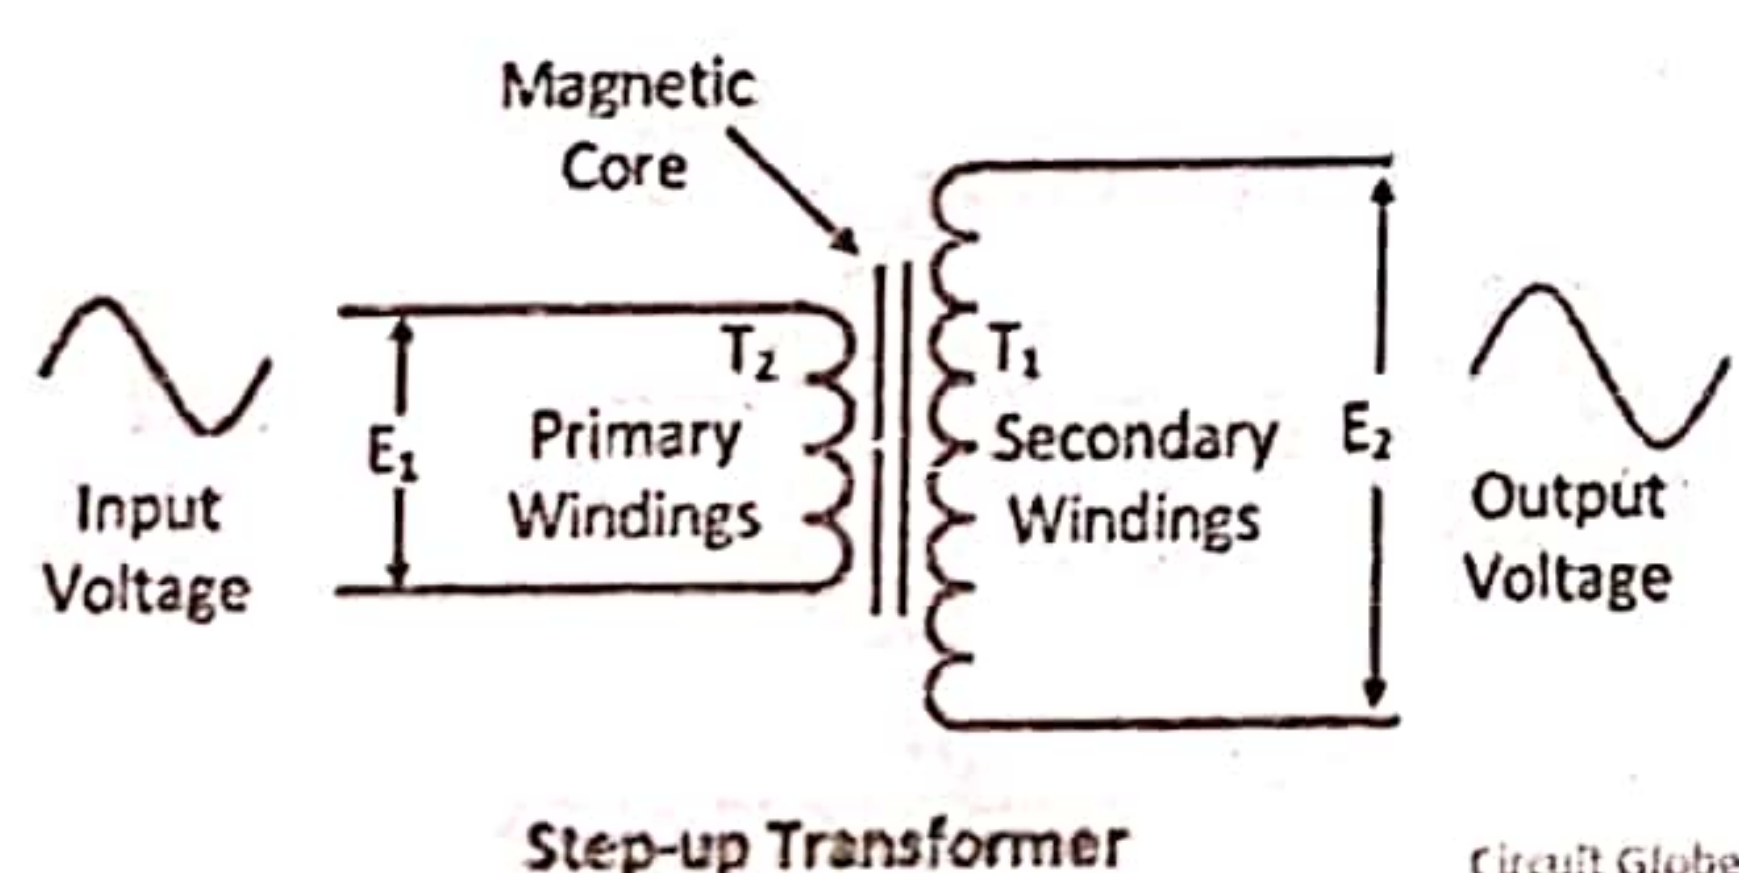 Magnetic
Core
T₂
T₁
E₁
Primary
Windings
Secondary
Windings
E₂
Input
Voltage
Output
Voltage
Step-up Transformer
Circuit Globe